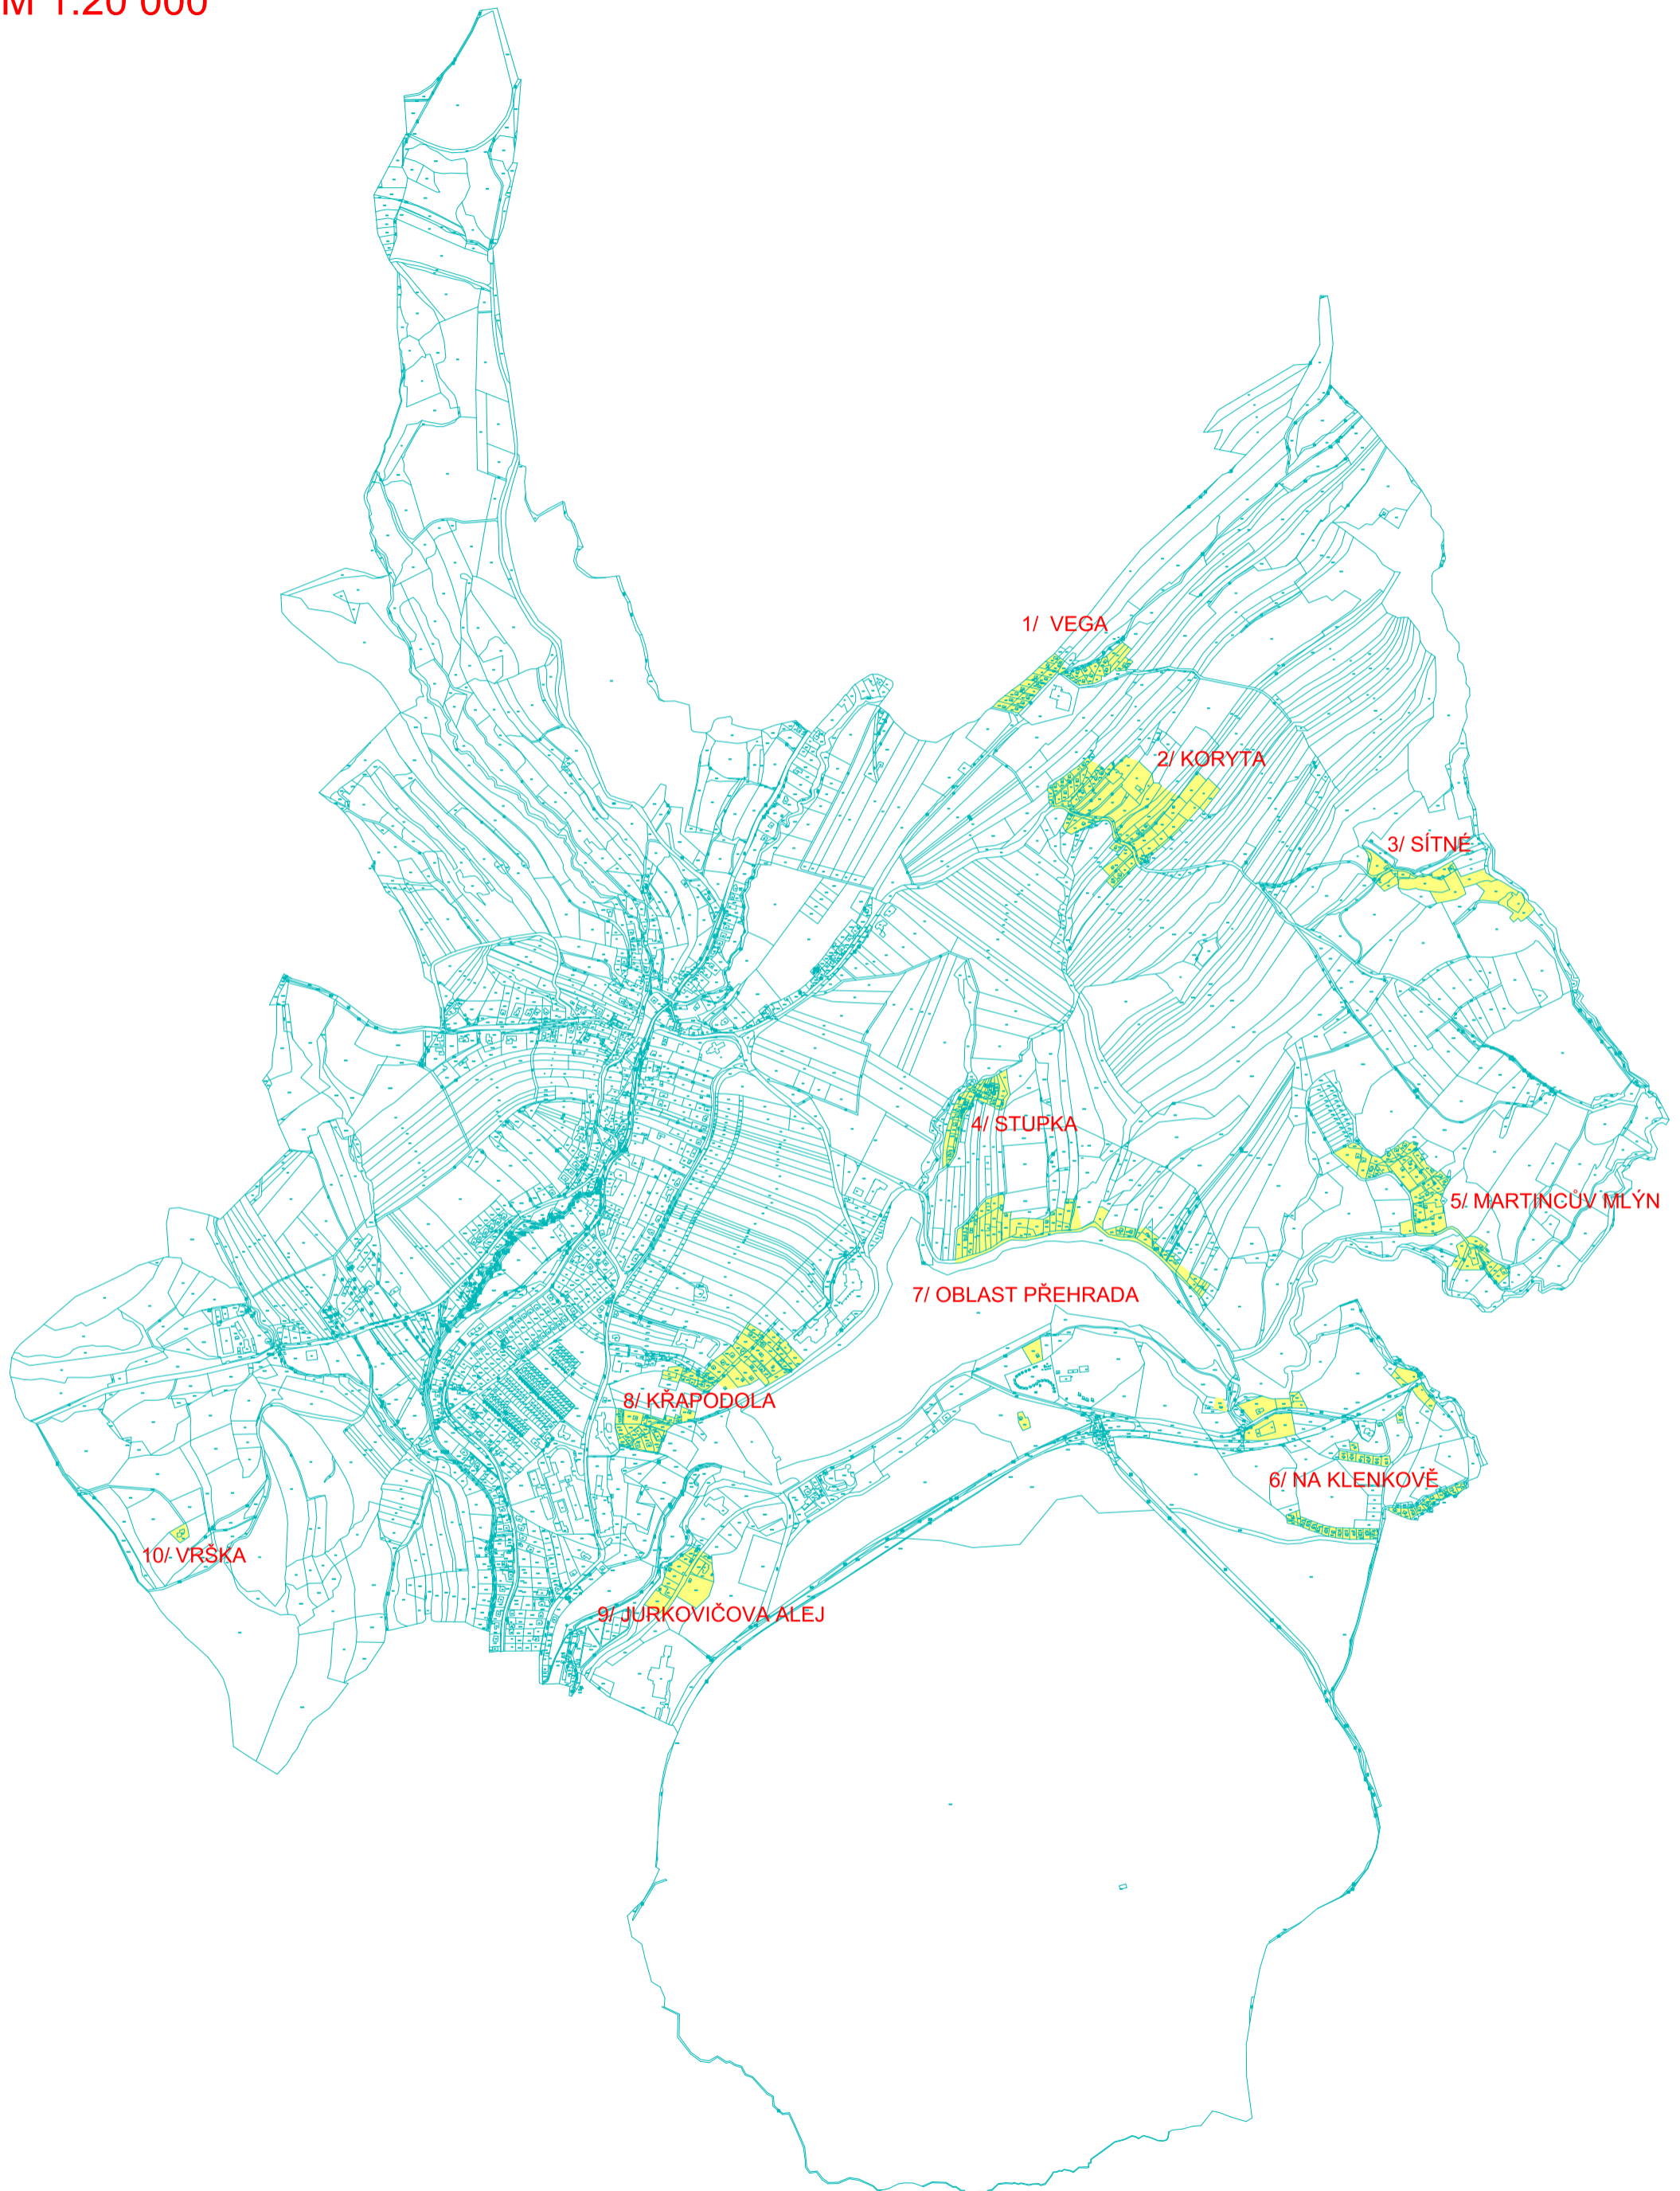 M 1:20 000
1/ VEGA
2/ KORYTA
3/ SÍTNÉ
4/ STUPKA
5/ MARTINCŮV MLÝN
7/ OBLAST PŘEHRADA
8/ KŘAPODOLA
6/ NA KLENKOVĚ
10/ VRŠKA
9/ JURKOVIČOVA ALEJ